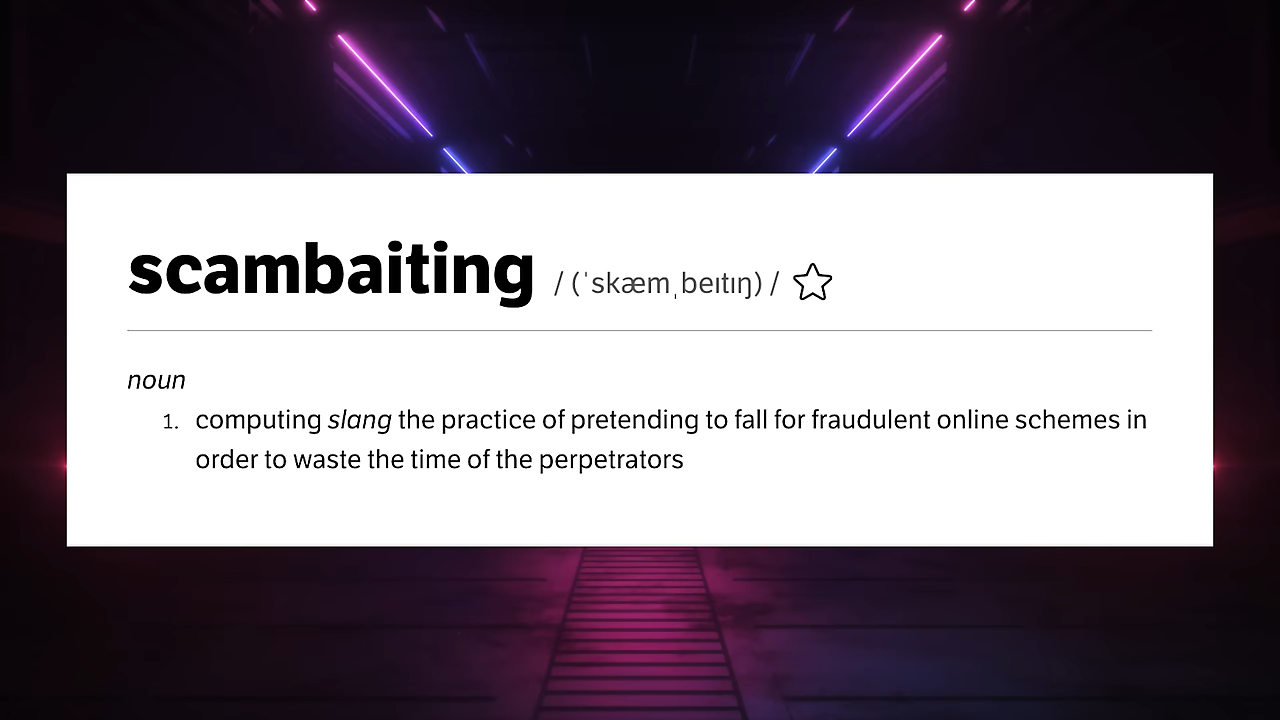 scambaiting / (ˈskæmˌbeɪtɪŋ) /
noun
1. computing slang the practice of pretending to fall for fraudulent online schemes in
order to waste the time of the perpetrators